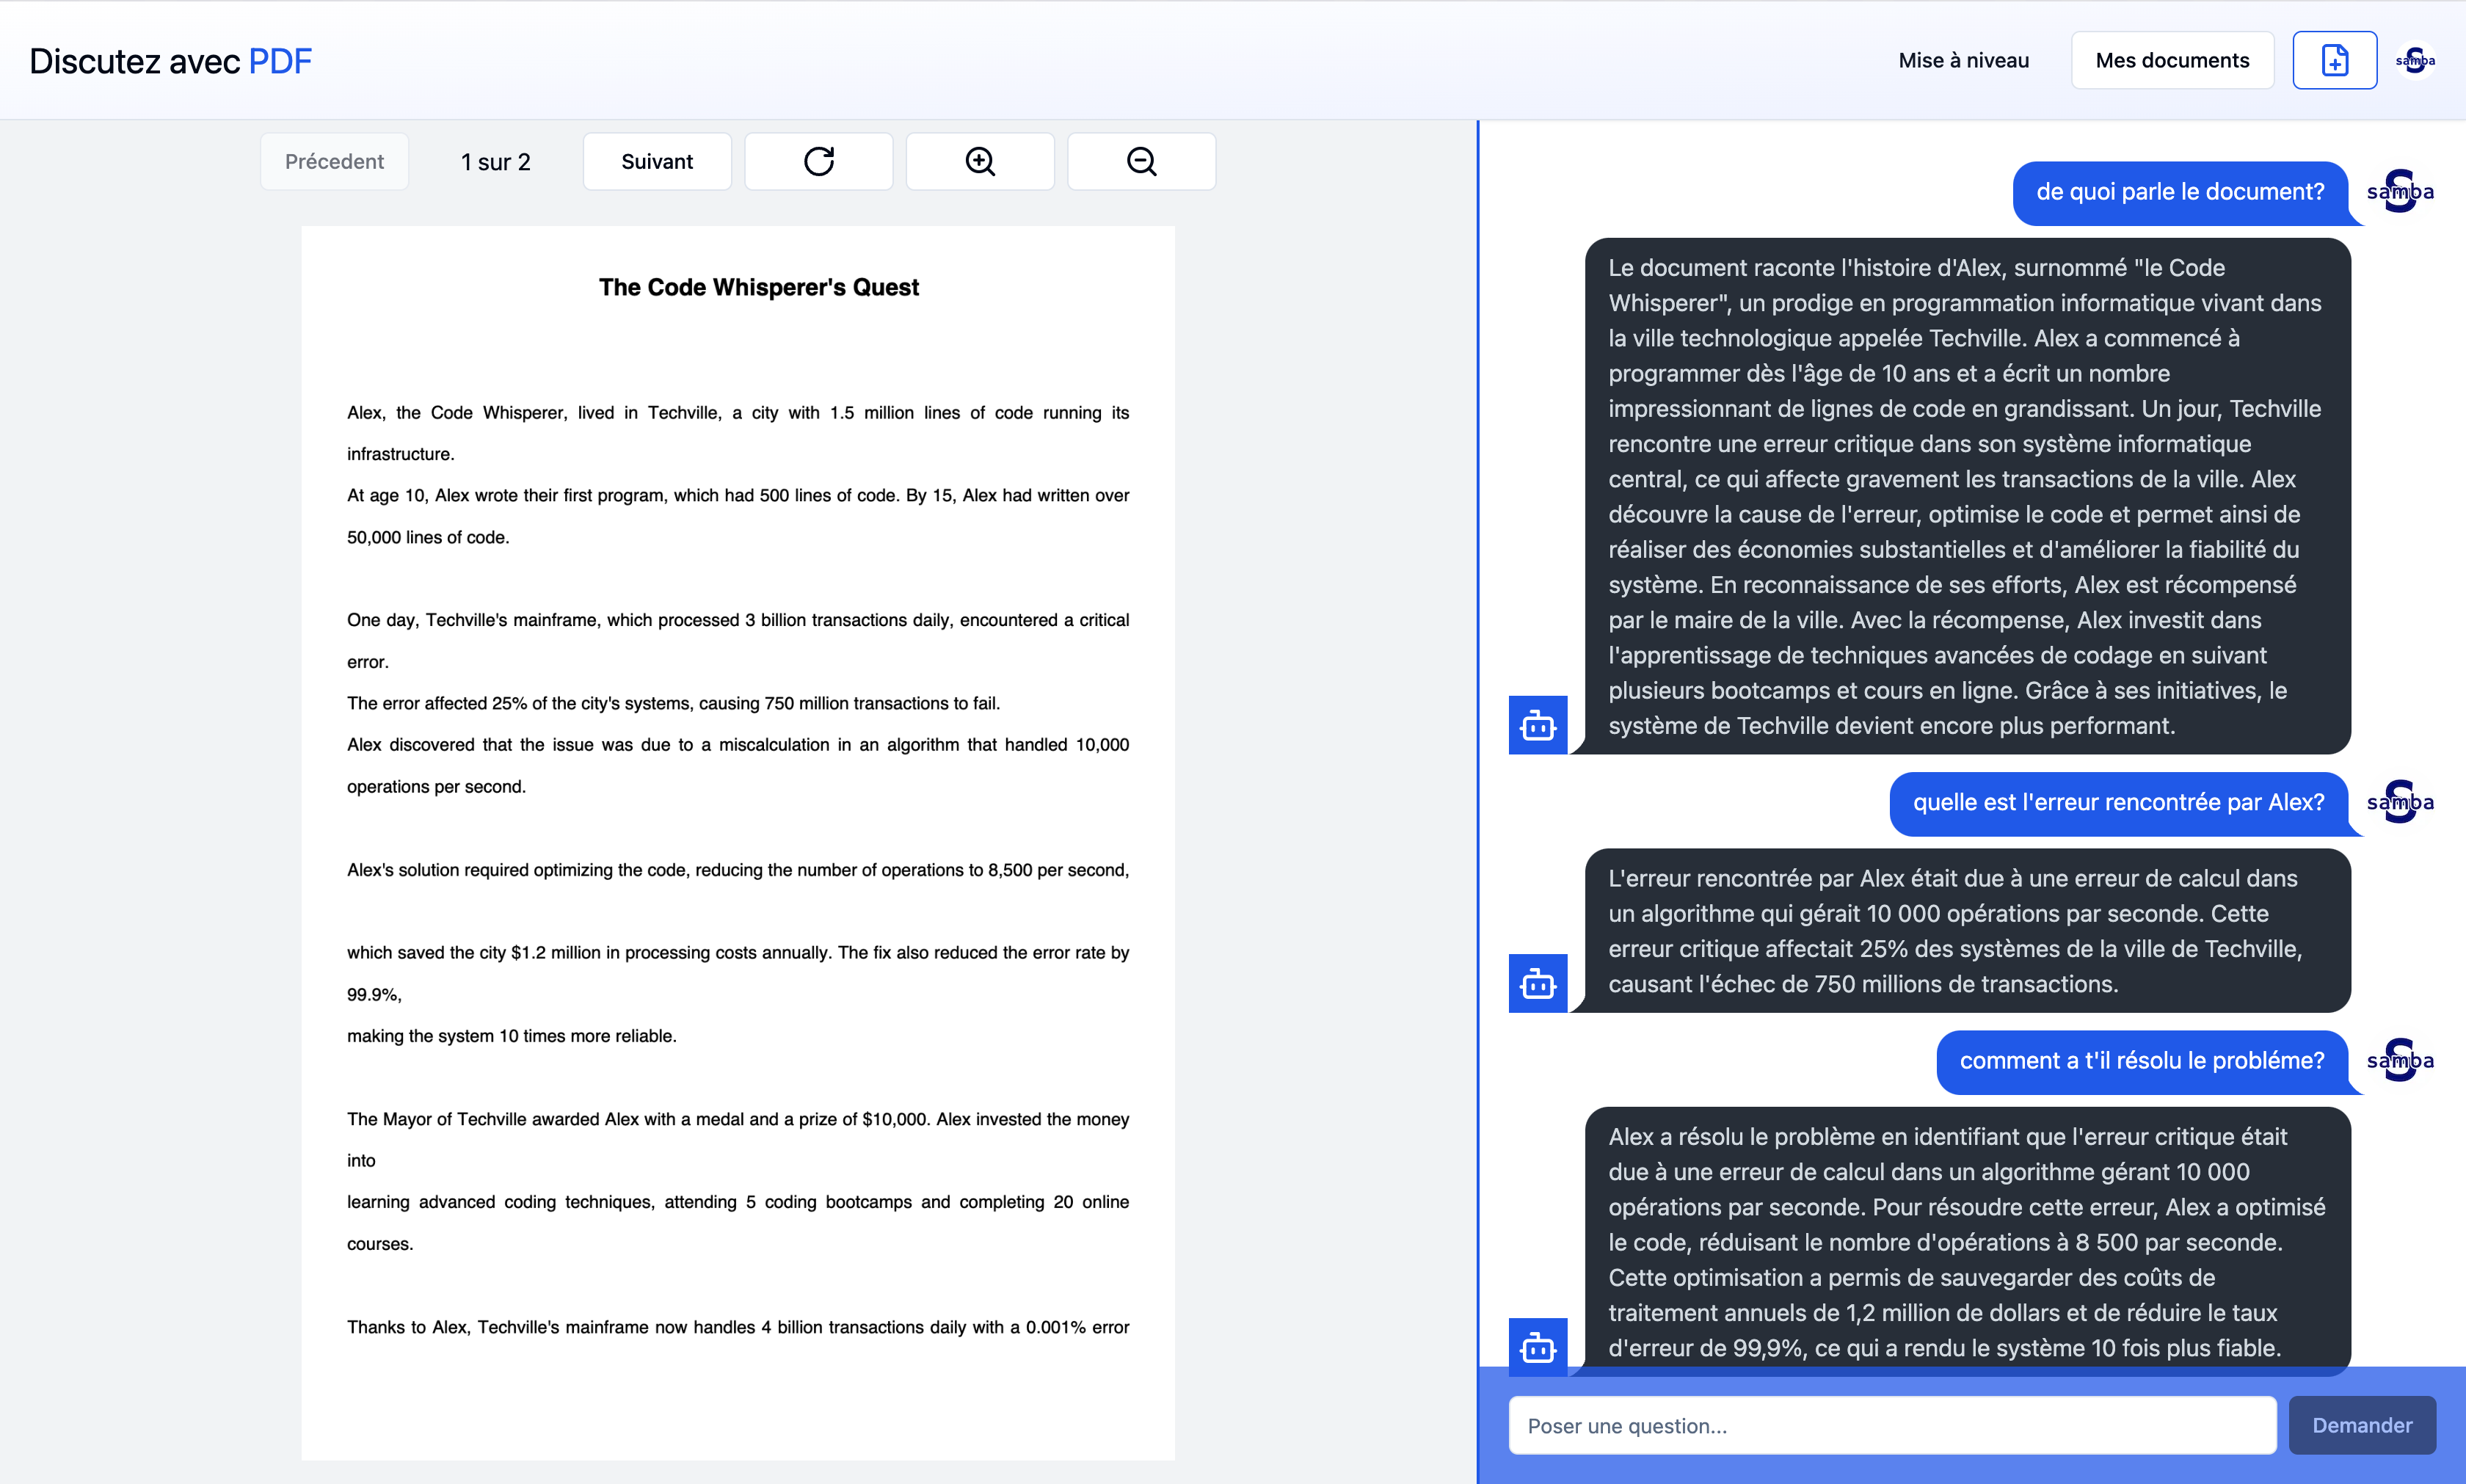 Discutez avec PDF
Mise à niveau
Mes documents
samba
S
Précedent
1 sur 2
Suivant
The Code Whisperer's Quest
Alex, the Code Whisperer, lived in Techville, a city with 1.5 million lines of code running its
infrastructure.
At age 10, Alex wrote their first program, which had 500 lines of code. By 15, Alex had written over
50,000 lines of code.
One day, Techville's mainframe, which processed 3 billion transactions daily, encountered a critical
error.
The error affected 25% of the city's systems, causing 750 million transactions to fail.
Alex discovered that the issue was due to a miscalculation in an algorithm that handled 10,000
operations per second.
Alex's solution required optimizing the code, reducing the number of operations to 8,500 per second,
which saved the city $1.2 million in processing costs annually. The fix also reduced the error rate by
99.9%,
making the system 10 times more reliable.
The Mayor of Techville awarded Alex with a medal and a prize of $10,000. Alex invested the money
into
learning advanced coding techniques, attending 5 coding bootcamps and completing 20 online
courses.
Thanks to Alex, Techville's mainframe now handles 4 billion transactions daily with a 0.001% error
de quoi parle le document?
samba
S
Le document raconte l'histoire d'Alex, surnommé "le Code
Whisperer", un prodige en programmation informatique vivant dans
la ville technologique appelée Techville. Alex a commencé à
programmer dès l'âge de 10 ans et a écrit un nombre
impressionnant de lignes de code en grandissant. Un jour, Techville
rencontre une erreur critique dans son système informatique
central, ce qui affecte gravement les transactions de la ville. Alex
découvre la cause de l'erreur, optimise le code et permet ainsi de
réaliser des économies substantielles et d'améliorer la fiabilité du
système. En reconnaissance de ses efforts, Alex est récompensé
par le maire de la ville. Avec la récompense, Alex investit dans
l'apprentissage de techniques avancées de codage en suivant
plusieurs bootcamps et cours en ligne. Grâce à ses initiatives, le
système de Techville devient encore plus performant.
quelle est l'erreur rencontrée par Alex?
samba
S
L'erreur rencontrée par Alex était due à une erreur de calcul dans
un algorithme qui gérait 10 000 opérations par seconde. Cette
erreur critique affectait 25% des systèmes de la ville de Techville,
causant l'échec de 750 millions de transactions.
comment a t'il résolu le probléme?
samba
S
Alex a résolu le problème en identifiant que l'erreur critique était
due à une erreur de calcul dans un algorithme gérant 10 000
opérations par seconde. Pour résoudre cette erreur, Alex a optimisé
le code, réduisant le nombre d'opérations à 8 500 par seconde.
Cette optimisation a permis de sauvegarder des coûts de
traitement annuels de 1,2 million de dollars et de réduire le taux
d'erreur de 99,9%, ce qui a rendu le système 10 fois plus fiable.
Poser une question...
Demander